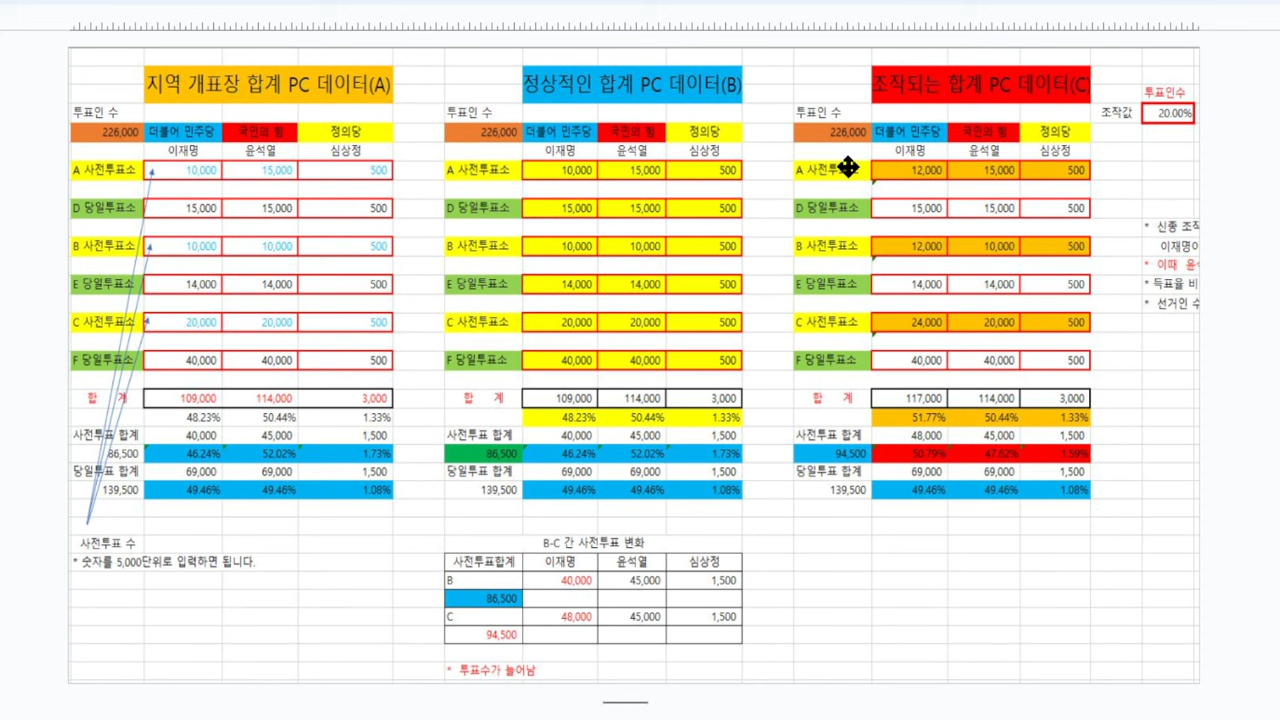 지역 개표장 합계 PC 데이터(A) 정상적인 합계 PC 데이터(B) 조작되는 합계 PC 데이터(C)
투표인수
투표인 수 투표인 수 투표인 수 조작값 20.00%
226,000 더불어 민주당 국민의 힘 정의당 226,000 더불어 민주당 국민의 힘 정의당 226,000 더불어 민주당 국민의 힘 정의당
이재명 윤석열 심상정 이재명 윤석열 심상정 이재명 윤석열 심상정
A 사전투표소 10,000 15,000 500 A 사전투표소 10,000 15,000 500 A 12,000 15,000 500
D 당일투표소 15,000 15,000 500 D 당일투표소 15,000 15,000 500 D 당일투표소 15,000 15,000 500
* 신종 조작
B 사전투표소 10,000 10,000 500 B 사전투표소 10,000 10,000 500 B 사전투표소 12,000 10,000 500 이재명이
* 이때 윤
E 당일투표소 14,000 14,000 500 E 당일투표소 14,000 14,000 500 E 당일투표소 14,000 14,000 500 * 득표율 비
* 선거인 수
C 사전투표소 20,000 20,000 500 C 사전투표소 20,000 20,000 500 C 사전투표소 24,000 20,000 500
F 당일투표소 40,000 40,000 500 F 당일투표소 40,000 40,000 500 F 당일투표소 40,000 40,000 500
합 계 109,000 114,000 3,000 합 계 109,000 114,000 3,000 합 계 117,000 114,000 3,000
48.23% 50.44% 1.33% 48.23% 50.44% 1.33% 51.77% 50.44% 1.33%
사전투표 합계 40,000 45,000 1,500 사전투표 합계 40,000 45,000 1,500 사전투표 합계 48,000 45,000 1,500
86,500 46.24% 52.02% 1.73% 86,500 46.24% 52.02% 1.73% 94,500 50.79% 47.62% 1.59%
당일투표 합계 69,000 69,000 1,500 당일투표 합계 69,000 69,000 1,500 당일투표 합계 69,000 69,000 1,500
139,500 49.46% 49.46% 1.08% 139,500 49.46% 49.46% 1.08% 139,500 49.46% 49.46% 1.08%
사전투표 수 B-C 간 사전투표 변화
* 숫자를 5,000단위로 입력하면 됩니다. 사전투표합계 이재명 윤석열 심상정
B 40,000 45,000 1,500
86,500
C 48,000 45,000 1,500
94,500
* 투표수가 늘어남